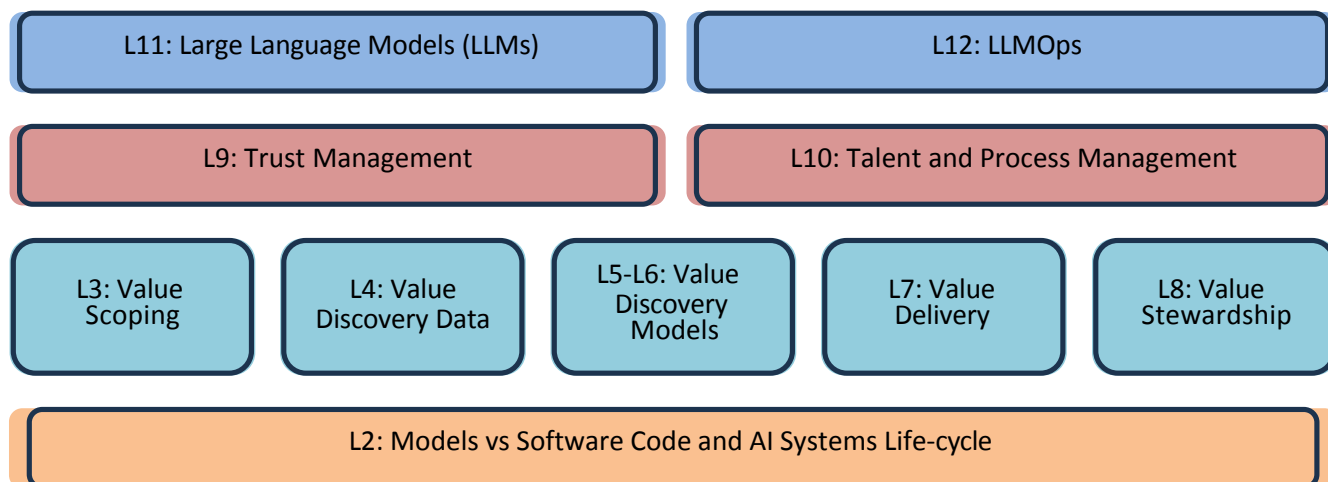 L11: Large Language Models (LLMs)
L12: LLMOps
L9: Trust Management
L10: Talent and Process Management
L3: Value
Scoping
L4: Value
Discovery Data
L5-L6: Value
Discovery
Models
L7: Value
Delivery
L8: Value
Stewardship
L2: Models vs Software Code and AI Systems Life-cycle